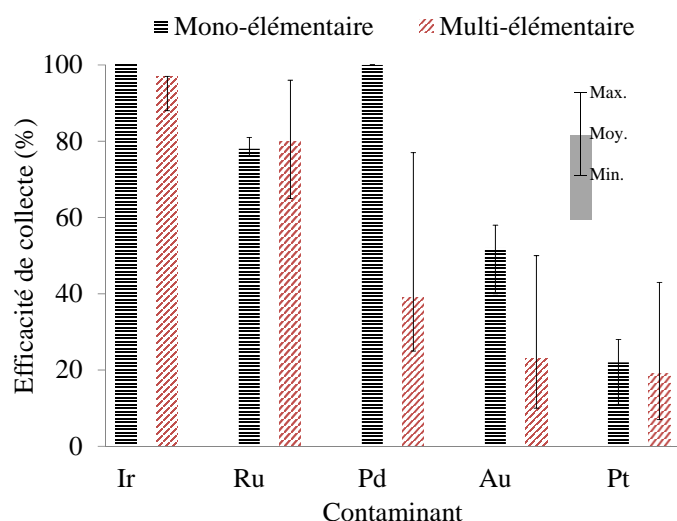 Mono-élémentaire Multi-élémentaire
Efficacité de collecte (%)
100
80
60
40
20
0
Max.
Moy.
Min.
Ir Ru Pd Au Pt
Contaminant